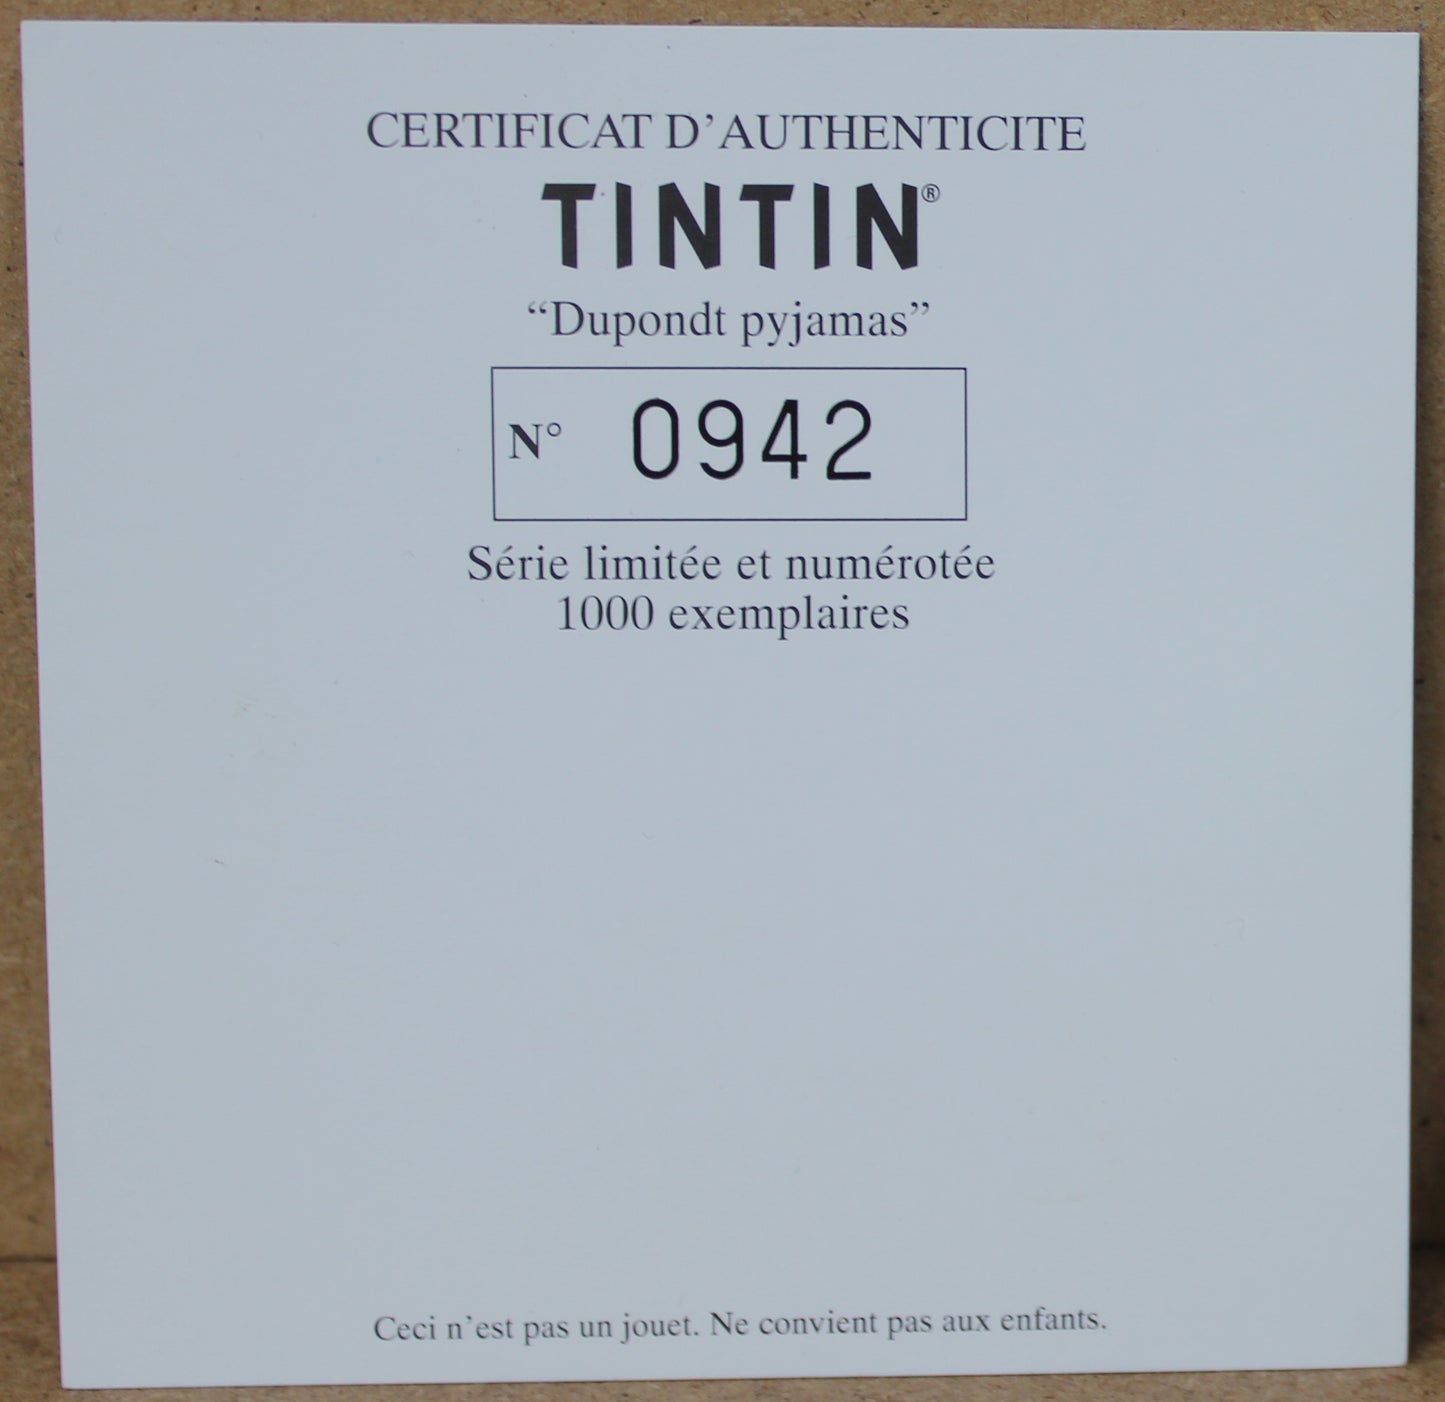 CERTIFICAT D’AUTHENTICITE
TINTIN®
“Dupondt pyjamas”
N° 0942
Série limitée et numérotée
1000 exemplaires
Ceci n’est pas un jouet. Ne convient pas aux enfants.